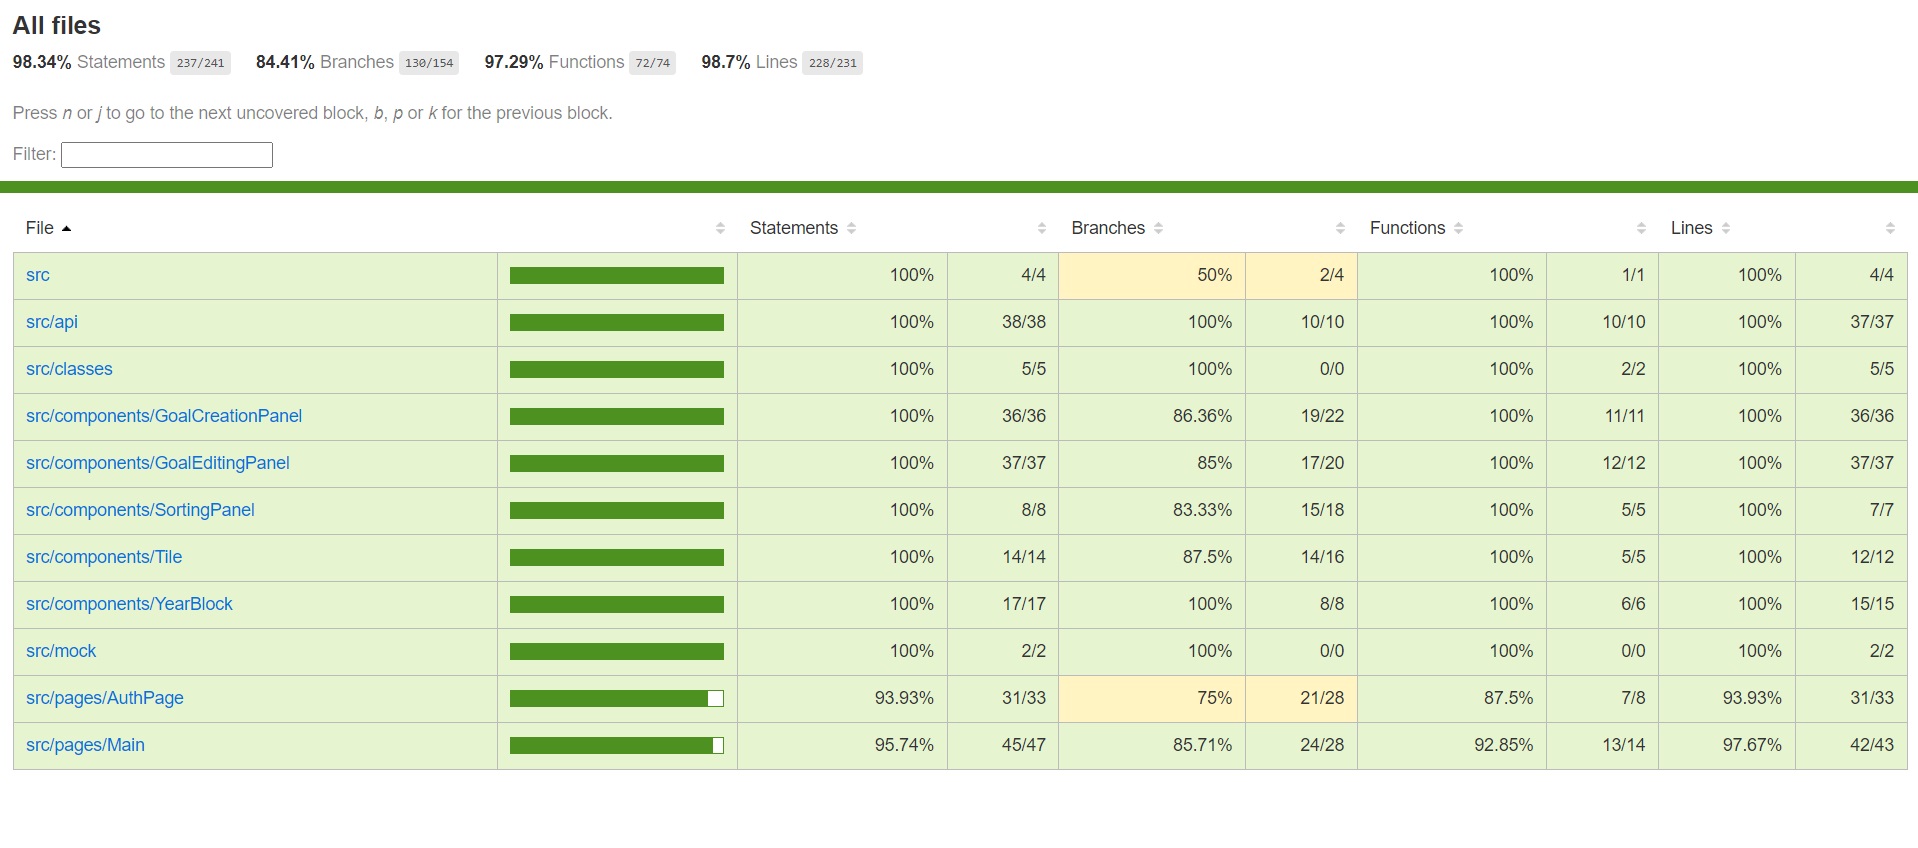 All files
98.34% Statements 237/241 84.41% Branches 130/154 97.29% Functions 72/74 98.7% Lines 228/231
Press n or j to go to the next uncovered block, b, p or k for the previous block.
Filter:
File Statements Branches Functions Lines
src 100% 4/4 50% 2/4 100% 1/1 100% 4/4
src/api 100% 38/38 100% 10/10 100% 10/10 100% 37/37
src/classes 100% 5/5 100% 0/0 100% 2/2 100% 5/5
src/components/GoalCreationPanel 100% 36/36 86.36% 19/22 100% 11/11 100% 36/36
src/components/GoalEditingPanel 100% 37/37 85% 17/20 100% 12/12 100% 37/37
src/components/SortingPanel 100% 8/8 83.33% 15/18 100% 5/5 100% 7/7
src/components/Tile 100% 14/14 87.5% 14/16 100% 5/5 100% 12/12
src/components/YearBlock 100% 17/17 100% 8/8 100% 6/6 100% 15/15
src/mock 100% 2/2 100% 0/0 100% 0/0 100% 2/2
src/pages/AuthPage 93.93% 31/33 75% 21/28 87.5% 7/8 93.93% 31/33
src/pages/Main 95.74% 45/47 85.71% 24/28 92.85% 13/14 97.67% 42/43